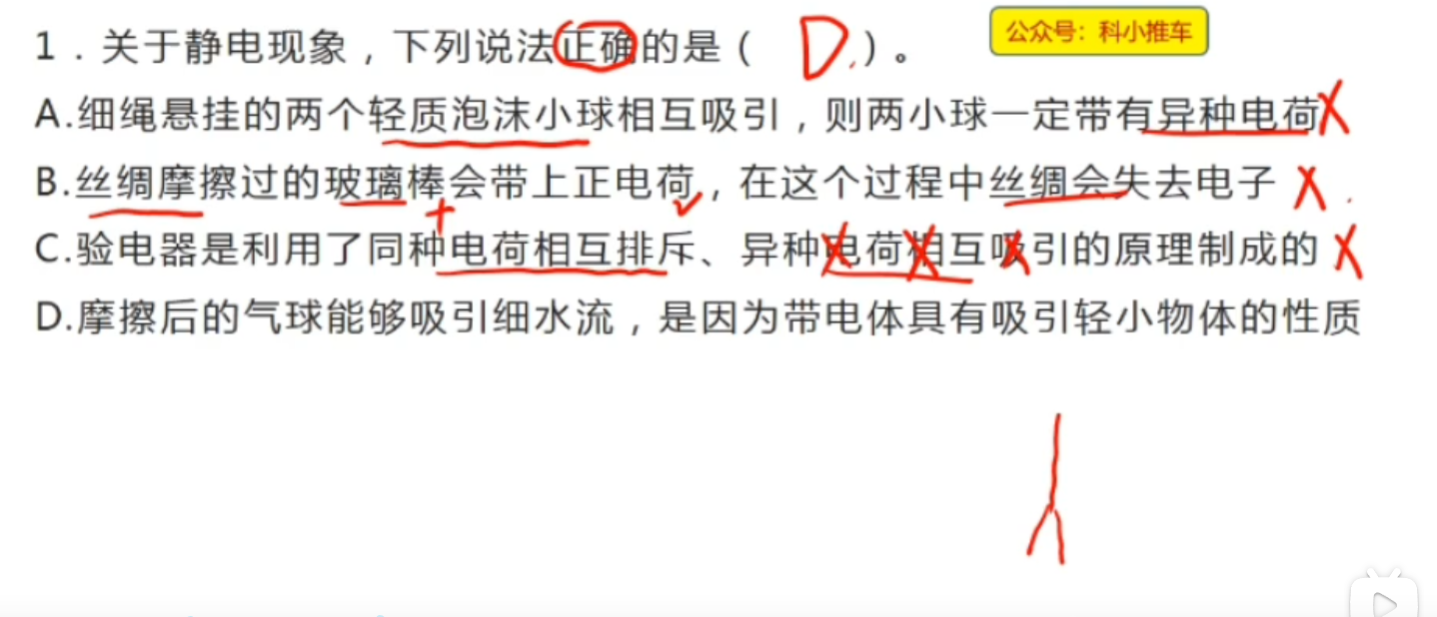 1．关于静电现象，下列说法正确的是（ D ）。
公众号：科小推车
A.细绳悬挂的两个轻质泡沫小球相互吸引，则两小球一定带有异种电荷
B.丝绸摩擦过的玻璃棒会带上正电荷，在这个过程中丝绸会失去电子
C.验电器是利用了同种电荷相互排斥、异种电荷相互吸引的原理制成的
D.摩擦后的气球能够吸引细水流，是因为带电体具有吸引轻小物体的性质